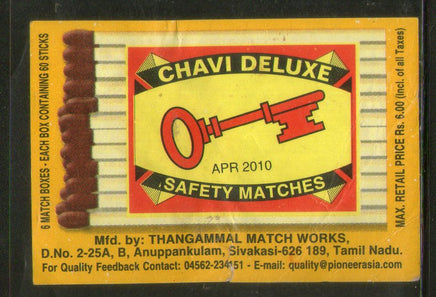 6 MATCH BOXES - EACH BOX CONTAINING 60 STICKS
CHAVI DELUXE
APR 2010
SAFETY MATCHES
MAX. RETAIL PRICE Rs. 6.00 (Incl. of all Taxes)
Mfd. by: THANGAMMAL MATCH WORKS,
D.No. 2-25A, B, Anuppankulam, Sivakasi-626 189, Tamil Nadu.
For Quality Feedback Contact: 04562-234151 - E-mail: quality@pioneerasia.com